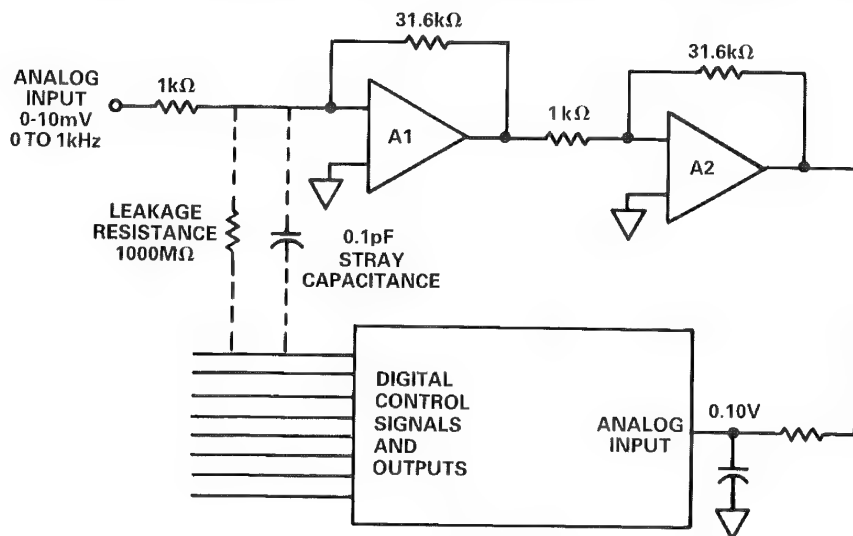 31.6kΩ
31.6kΩ
ANALOG
INPUT
0-10mV
0 TO 1kHz
1kΩ
A1
1kΩ
A2
LEAKAGE
RESISTANCE
1000MΩ
0.1pF
STRAY
CAPACITANCE
DIGITAL
CONTROL
SIGNALS
AND
OUTPUTS
ANALOG
INPUT
0.10V